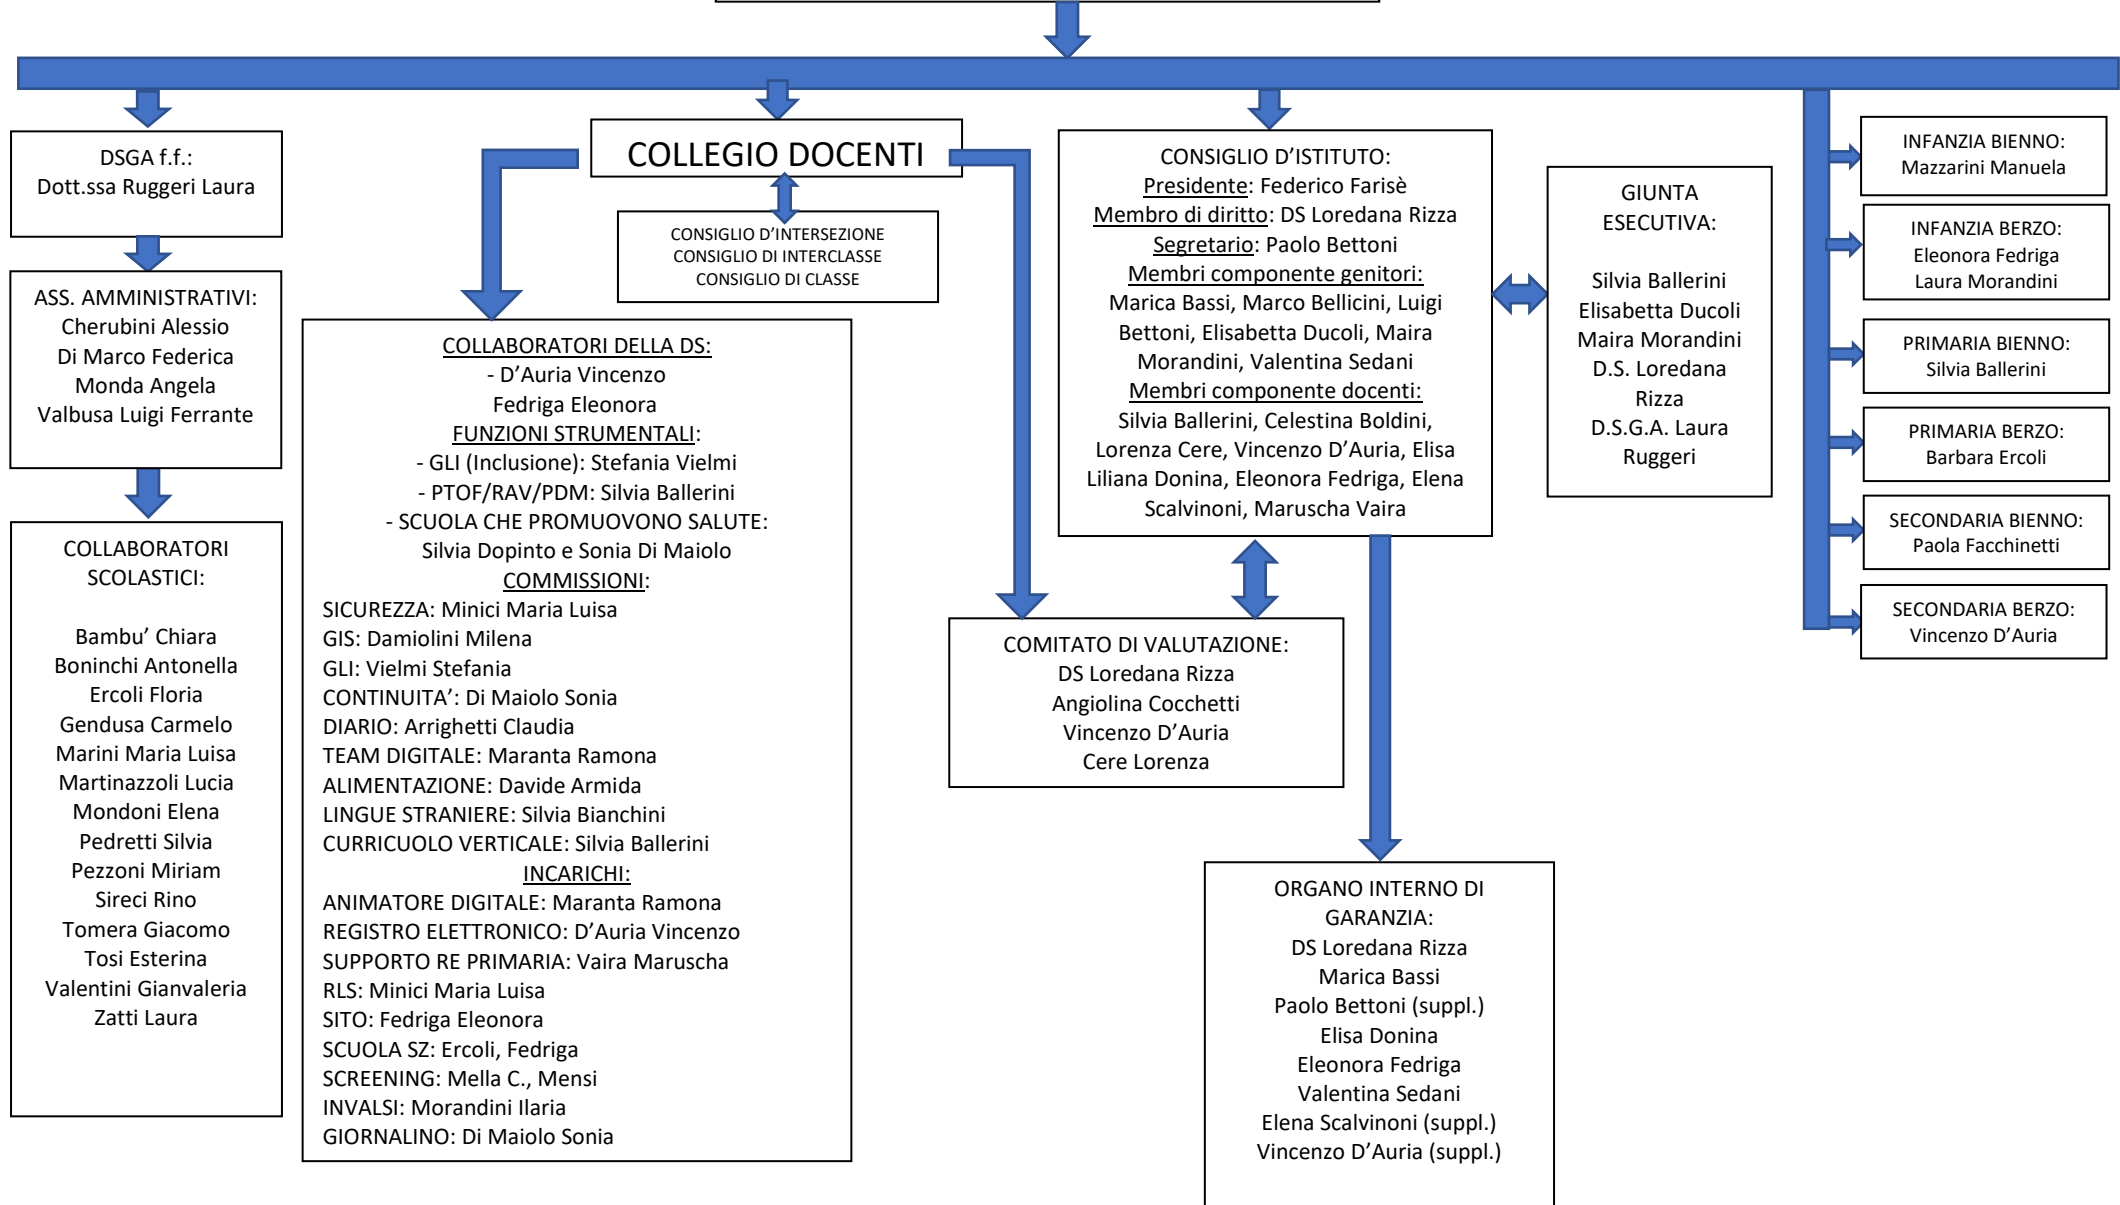 DSGA f.f.:
Dott.ssa Ruggeri Laura
ASS. AMMINISTRATIVI:
Cherubini Alessio
Di Marco Federica
Monda Angela
Valbusa Luigi Ferrante
COLLABORATORI
SCOLASTICI:
Bambu’ Chiara
Boninchi Antonella
Ercoli Floria
Gendusa Carmelo
Marini Maria Luisa
Martinazzoli Lucia
Mondoni Elena
Pedretti Silvia
Pezzoni Miriam
Sireci Rino
Tomera Giacomo
Tosi Esterina
Valentini Gianvaleria
Zatti Laura
COLLEGIO DOCENTI
CONSIGLIO D’INTERSEZIONE
CONSIGLIO DI INTERCLASSE
CONSIGLIO DI CLASSE
COLLABORATORI DELLA DS:
- D’Auria Vincenzo
Fedriga Eleonora
FUNZIONI STRUMENTALI:
- GLI (Inclusione): Stefania Vielmi
- PTOF/RAV/PDM: Silvia Ballerini
- SCUOLA CHE PROMUOVONO SALUTE:
Silvia Dopinto e Sonia Di Maiolo
COMMISSIONI:
SICUREZZA: Minici Maria Luisa
GIS: Damiolini Milena
GLI: Vielmi Stefania
CONTINUITA’: Di Maiolo Sonia
DIARIO: Arrighetti Claudia
TEAM DIGITALE: Maranta Ramona
ALIMENTAZIONE: Davide Armida
LINGUE STRANIERE: Silvia Bianchini
CURRICUOLO VERTICALE: Silvia Ballerini
INCARICHI:
ANIMATORE DIGITALE: Maranta Ramona
REGISTRO ELETTRONICO: D’Auria Vincenzo
SUPPORTO RE PRIMARIA: Vaira Maruscha
RLS: Minici Maria Luisa
SITO: Fedriga Eleonora
SCUOLA SZ: Ercoli, Fedriga
SCREENING: Mella C., Mensi
INVALSI: Morandini Ilaria
GIORNALINO: Di Maiolo Sonia
CONSIGLIO D’ISTITUTO:
Presidente: Federico Farisè
Membro di diritto: DS Loredana Rizza
Segretario: Paolo Bettoni
Membri componente genitori:
Marica Bassi, Marco Bellicini, Luigi
Bettoni, Elisabetta Ducoli, Maira
Morandini, Valentina Sedani
Membri componente docenti:
Silvia Ballerini, Celestina Boldini,
Lorenza Cere, Vincenzo D’Auria, Elisa
Liliana Donina, Eleonora Fedriga, Elena
Scalvinoni, Maruscha Vaira
GIUNTA
ESECUTIVA:
Silvia Ballerini
Elisabetta Ducoli
Maira Morandini
D.S. Loredana
Rizza
D.S.G.A. Laura
Ruggeri
COMITATO DI VALUTAZIONE:
DS Loredana Rizza
Angiolina Cocchetti
Vincenzo D’Auria
Cere Lorenza
ORGANO INTERNO DI
GARANZIA:
DS Loredana Rizza
Marica Bassi
Paolo Bettoni (suppl.)
Elisa Donina
Eleonora Fedriga
Valentina Sedani
Elena Scalvinoni (suppl.)
Vincenzo D’Auria (suppl.)
INFANZIA BIENNO:
Mazzarini Manuela
INFANZIA BERZO:
Eleonora Fedriga
Laura Morandini
PRIMARIA BIENNO:
Silvia Ballerini
PRIMARIA BERZO:
Barbara Ercoli
SECONDARIA BIENNO:
Paola Facchinetti
SECONDARIA BERZO:
Vincenzo D’Auria